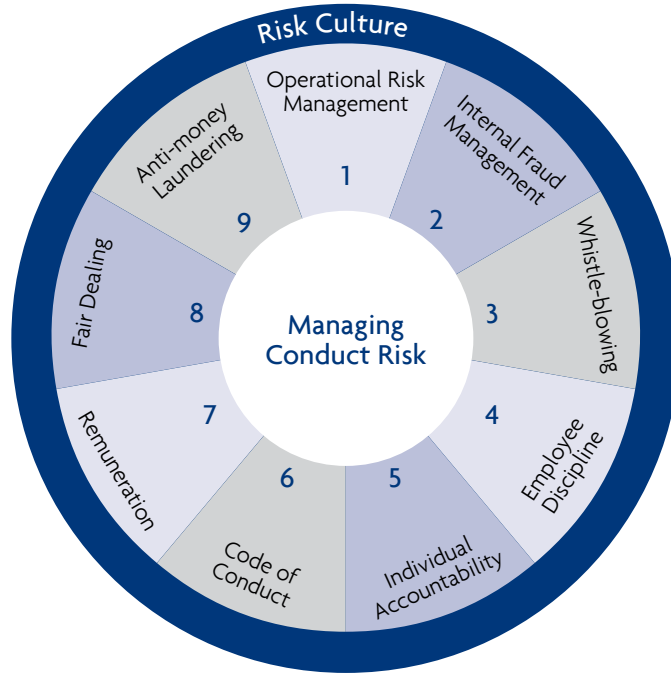 Risk Culture
Operational Risk
Management
1
Internal Fraud
Management
2
Whistle-blowing
3
Employee
Discipline
4
Individual
Accountability
5
Code of
Conduct
6
Remuneration
7
Fair Dealing
8
Anti-money
Laundering
9
Managing
Conduct Risk